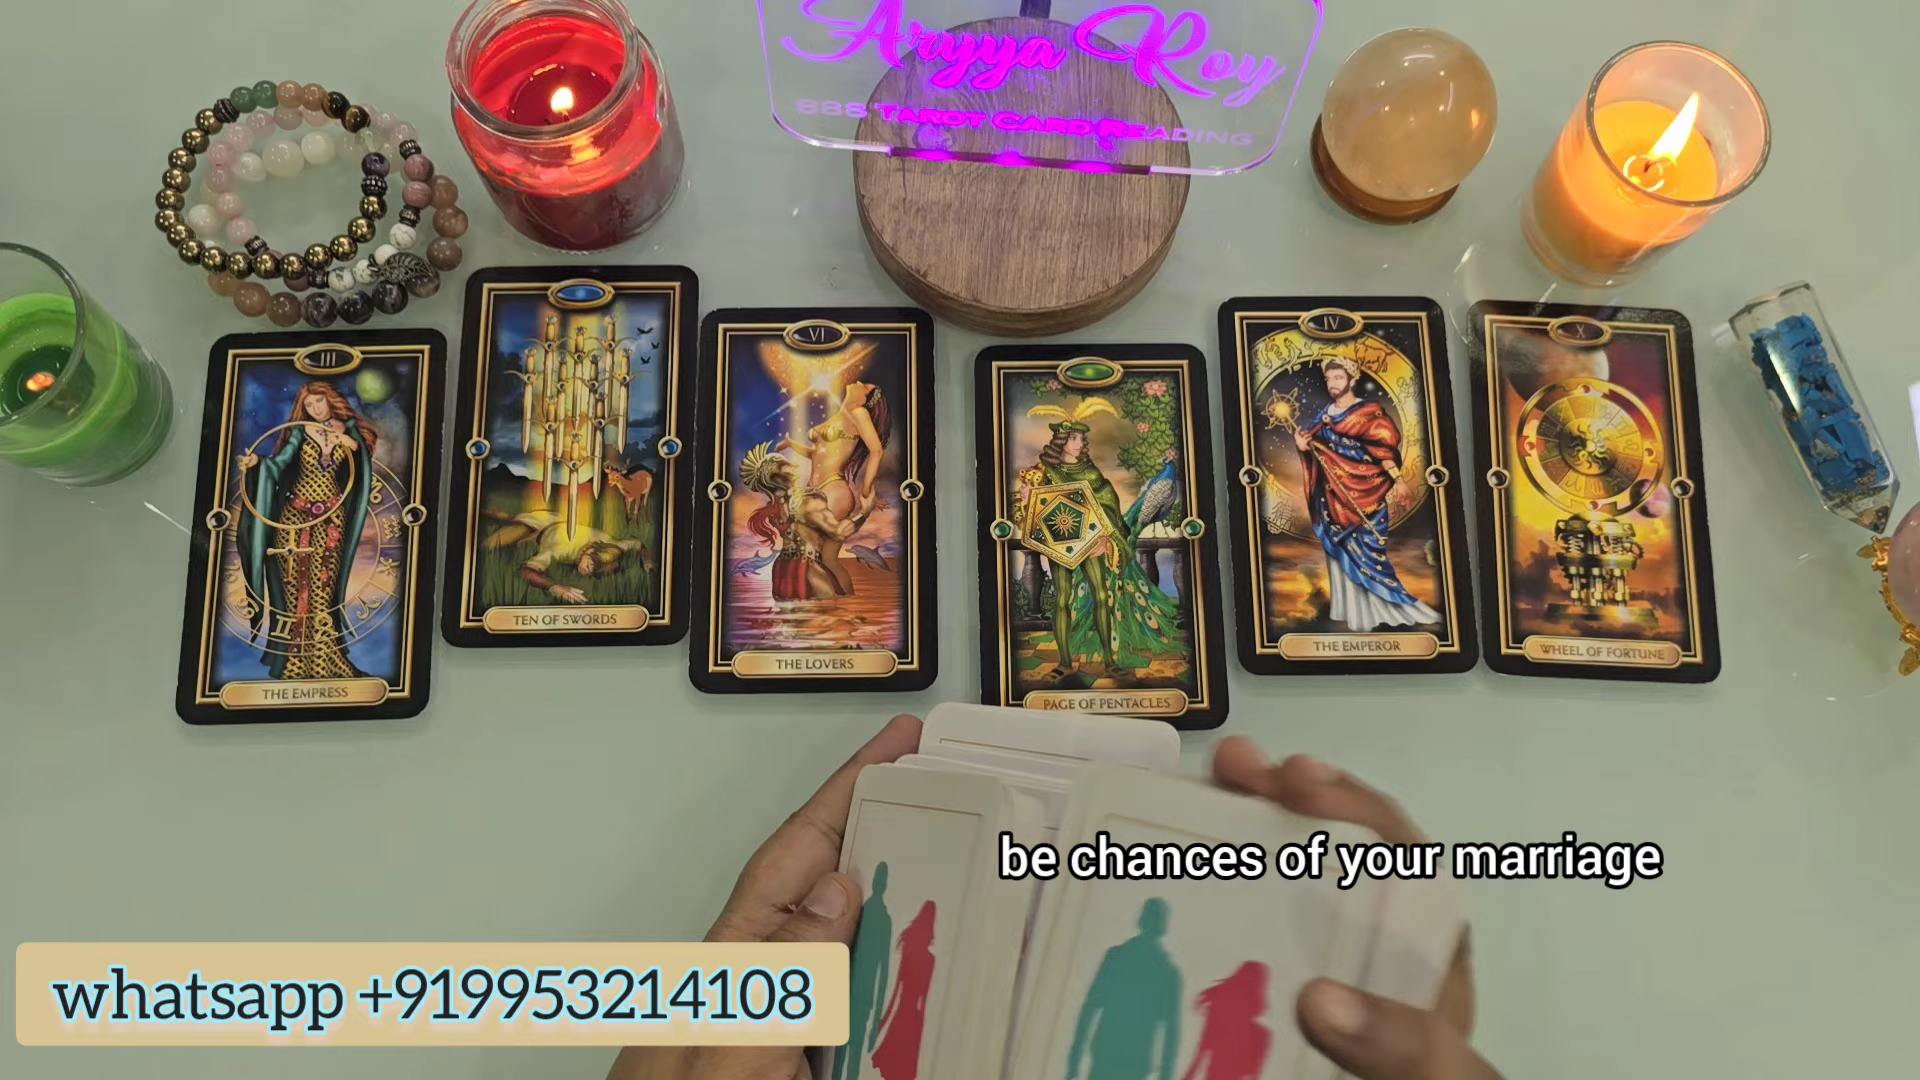 Aryya Roy
888 TAROT CARD READING
III
THE EMPRESS
TEN OF SWORDS
VI
THE LOVERS
PAGE OF PENTACLES
IV
THE EMPEROR
X
WHEEL OF FORTUNE
be chances of your marriage
whatsapp +919953214108